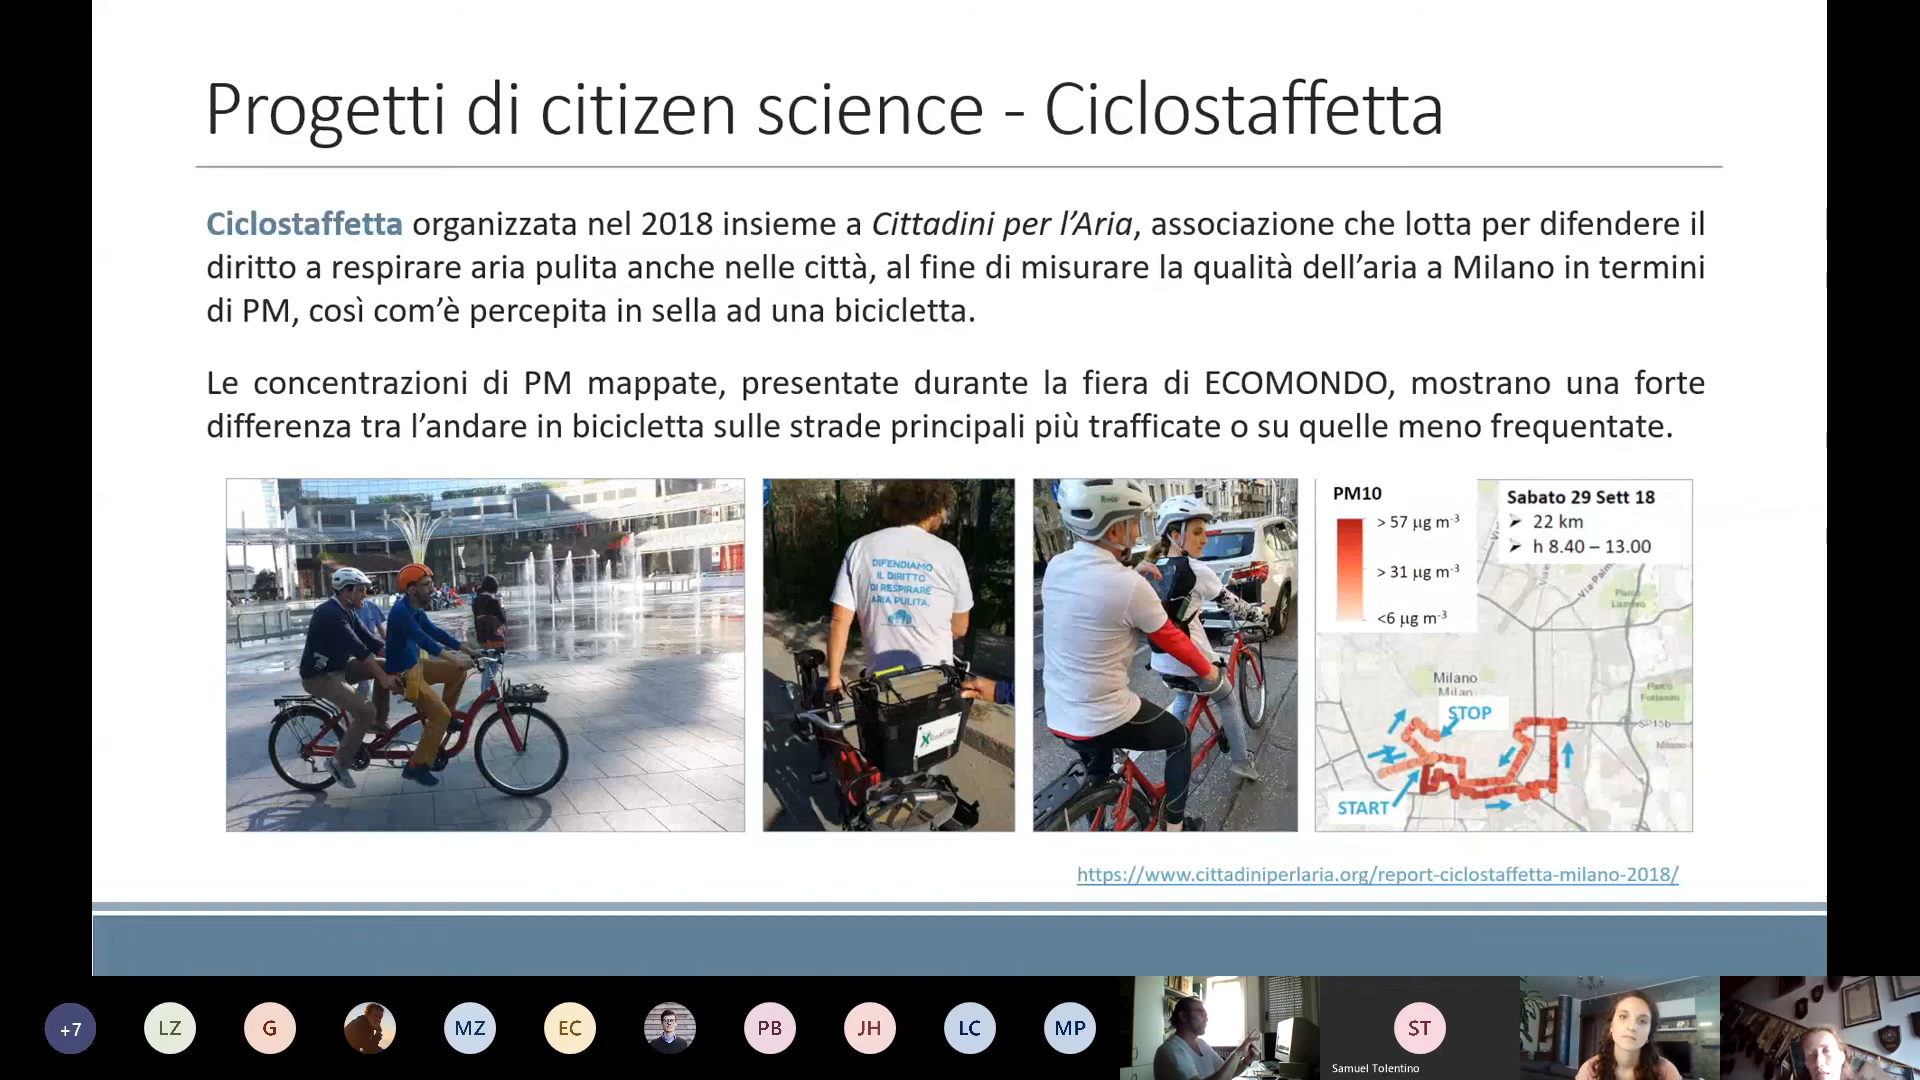 Progetti di citizen science - Ciclostaffetta
Ciclostaffetta organizzata nel 2018 insieme a Cittadini per l’Aria, associazione che lotta per difendere il
diritto a respirare aria pulita anche nelle città, al fine di misurare la qualità dell’aria a Milano in termini
di PM, così com’è percepita in sella ad una bicicletta.
Le concentrazioni di PM mappate, presentate durante la fiera di ECOMONDO, mostrano una forte
differenza tra l’andare in bicicletta sulle strade principali più trafficate o su quelle meno frequentate.
DIFENDIAMO
IL DIRITTO
DI RESPIRARE
ARIA PULITA.
PM10
> 57 µg m-3
> 31 µg m-3
<6 µg m-3
Sabato 29 Sett 18
➢ 22 km
➢ h 8.40 – 13.00
Parco
Lambro
Milano
Milan
STOP
START
Parco
SP15b
https://www.cittadiniperlaria.org/report-ciclostaffetta-milano-2018/
+7
LZ
G
MZ
EC
PB
JH
LC
MP
ST
Samuel Tolentino